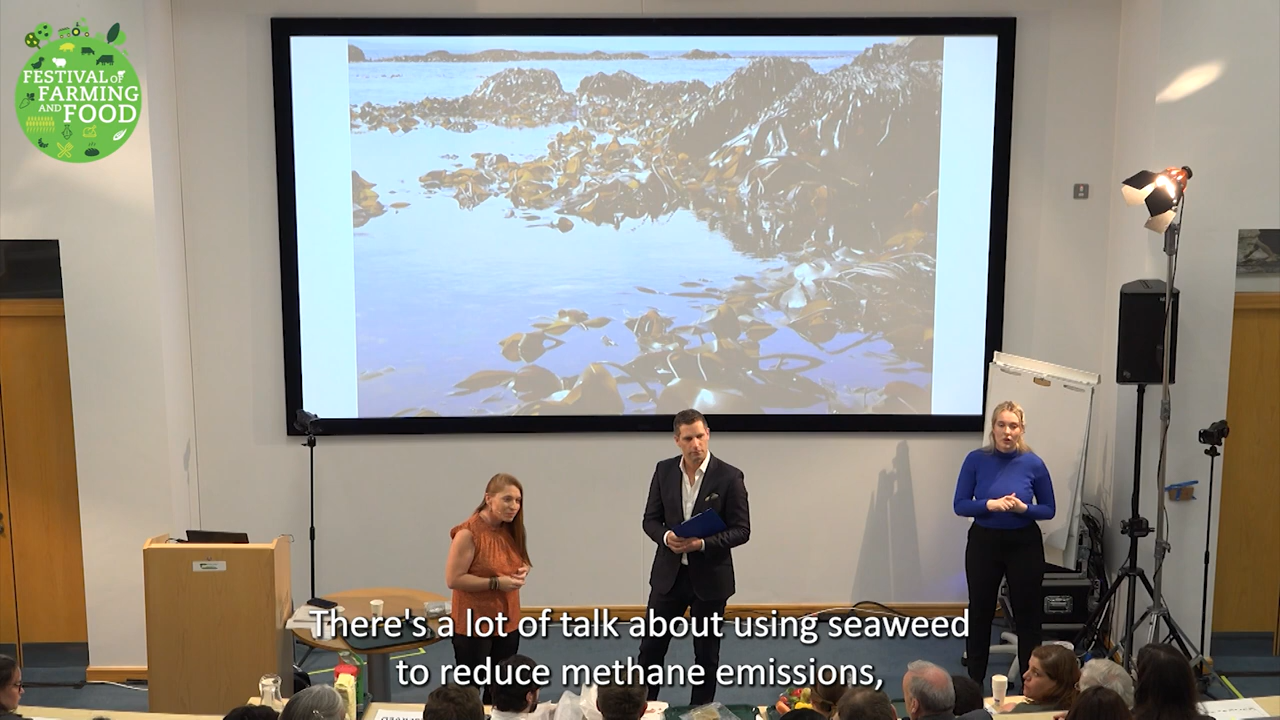 FESTIVAL of
FARMING
AND FOOD
There's a lot of talk about using seaweed
to reduce methane emissions,